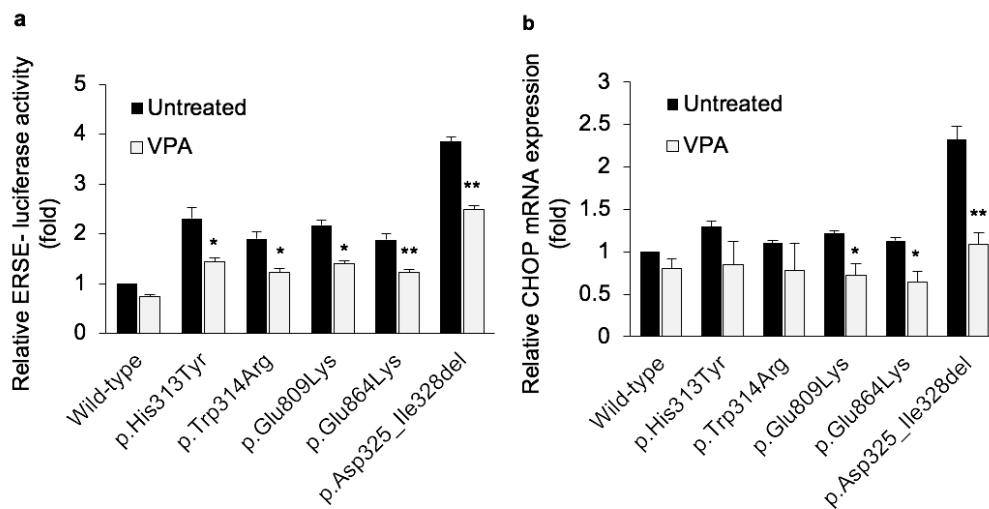 a
Relative ERSE- luciferase activity
(fold)
5
4
3
2
1
0
Untreated
VPA
*
*
*
**
**
Wild-type
p.His313Tyr
p.Trp314Arg
p.Glu809Lys
p.Glu864Lys
p.Asp325_Ile328del
b
Relative CHOP mRNA expression
(fold)
3
2.5
2
1.5
1
0.5
0
Untreated
VPA
*
*
**
Wild-type
p.His313Tyr
p.Trp314Arg
p.Glu809Lys
p.Glu864Lys
p.Asp325_Ile328del